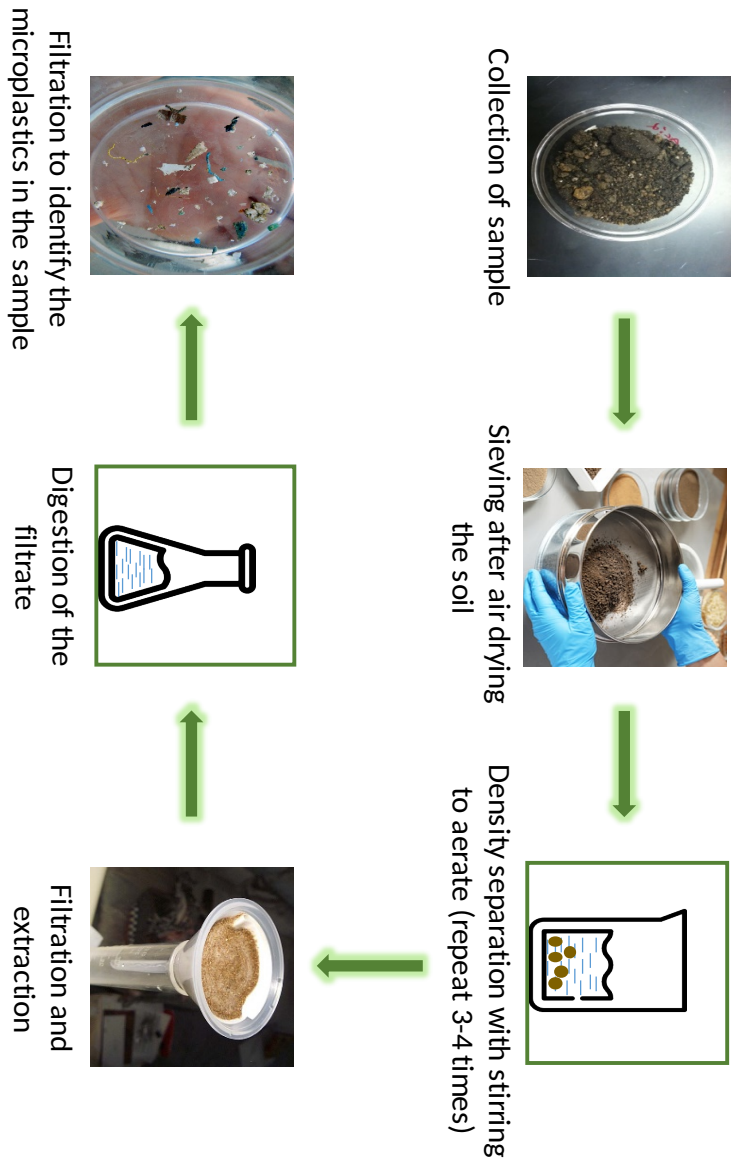 Collection of sample
Sieving after air drying
the soil
Density separation with stirring
to aerate (repeat 3-4 times)
Filtration and
extraction
Digestion of the
filtrate
Filtration to identify the
microplastics in the sample